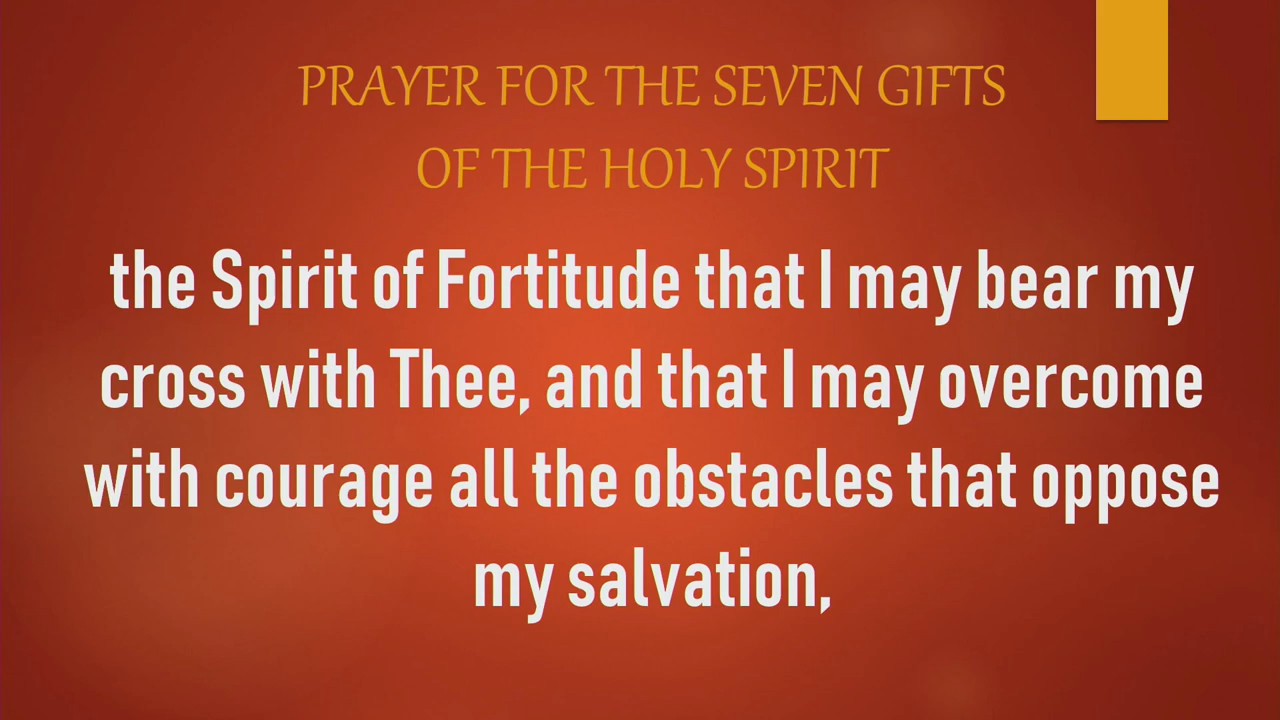 PRAYER FOR THE SEVEN GIFTS
OF THE HOLY SPIRIT
the Spirit of Fortitude that I may bear my
cross with Thee, and that I may overcome
with courage all the obstacles that oppose
my salvation,